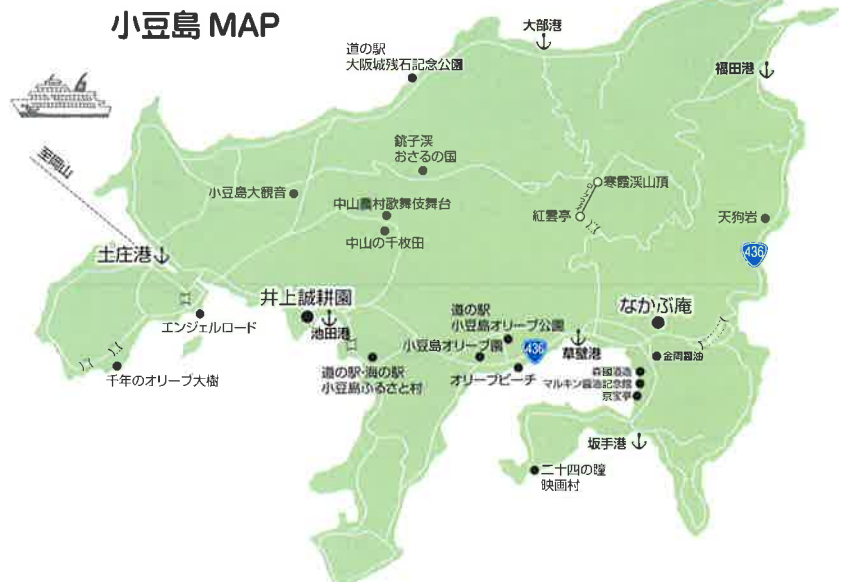 小豆島 MAP
大部港
道の駅
大阪城残石記念公園
福田港
至岡山
銚子渓
おさるの国
寒霞渓山頂
小豆島大観音
中山農村歌舞伎舞台
紅雲亭
天狗岩
中山の千枚田
土庄港
436
井上誠耕園
なかぶ庵
道の駅
小豆島オリーブ公園
エンジェルロード
池田港
小豆島オリーブ園
436
草壁港
金両醤油
道の駅・海の駅
小豆島ふるさと村
オリーブビーチ
森國酒造
マルキン醤油記念館
京宝亭
千年のオリーブ大樹
坂手港
二十四の瞳
映画村